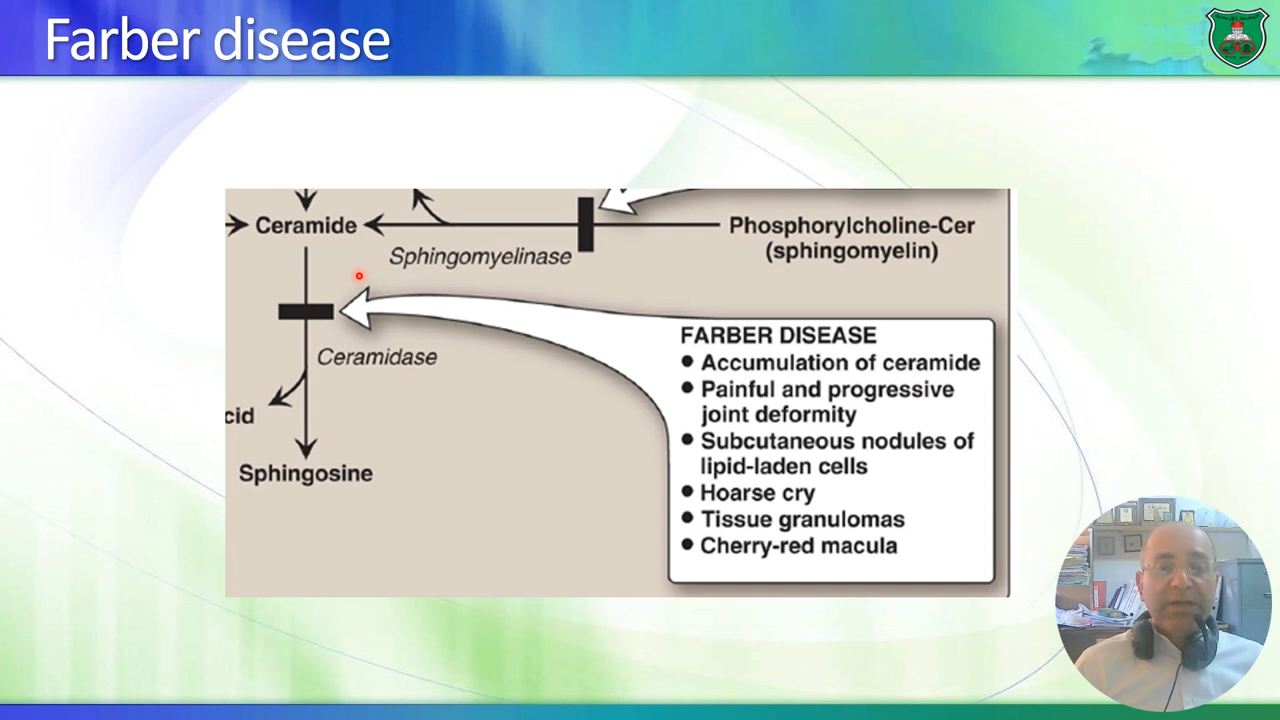 Farber disease
Ceramide
Sphingomyelinase
Phosphorylcholine-Cer
(sphingomyelin)
Ceramidase
cid
Sphingosine
FARBER DISEASE
● Accumulation of ceramide
● Painful and progressive
joint deformity
● Subcutaneous nodules of
lipid-laden cells
● Hoarse cry
● Tissue granulomas
● Cherry-red macula